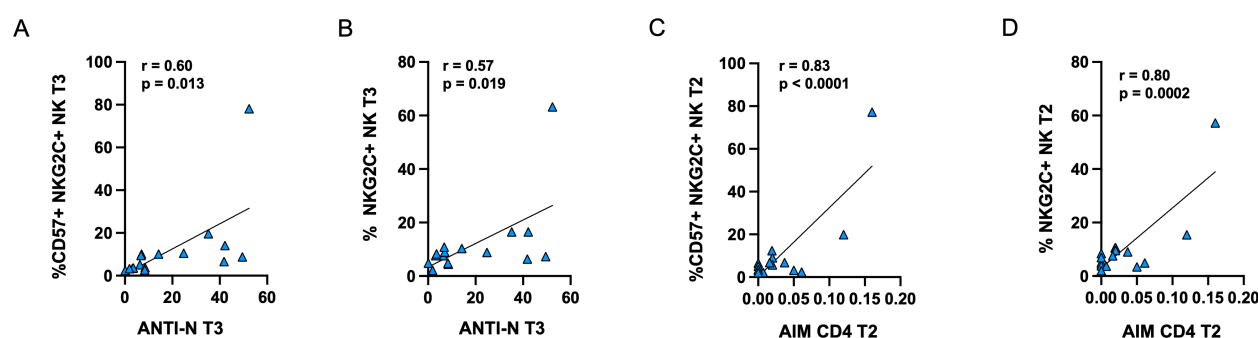 A
B
C
D
r = 0.60
p = 0.013
%CD57+ NKG2C+ NK T3
100
80
60
40
20
0
0 20 40 60
ANTI-N T3
r = 0.57
p = 0.019
% NKG2C+ NK T3
80
60
40
20
0
0 20 40 60
ANTI-N T3
r = 0.83
p < 0.0001
%CD57+ NKG2C+ NK T2
100
80
60
40
20
0
0.00 0.05 0.10 0.15 0.20
AIM CD4 T2
r = 0.80
p = 0.0002
% NKG2C+ NK T2
80
60
40
20
0
0.00 0.05 0.10 0.15 0.20
AIM CD4 T2